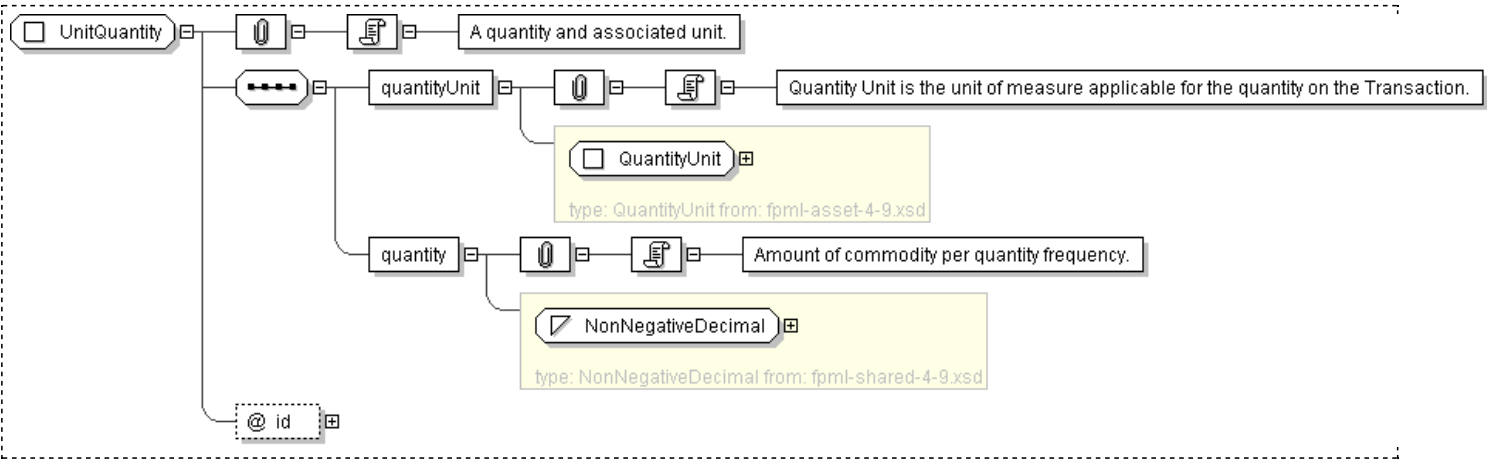 UnitQuantity
A quantity and associated unit.
quantityUnit
Quantity Unit is the unit of measure applicable for the quantity on the Transaction.
QuantityUnit
type: QuantityUnit from: fpml-asset-4-9.xsd
quantity
Amount of commodity per quantity frequency.
NonNegativeDecimal
type: NonNegativeDecimal from: fpml-shared-4-9.xsd
@ id